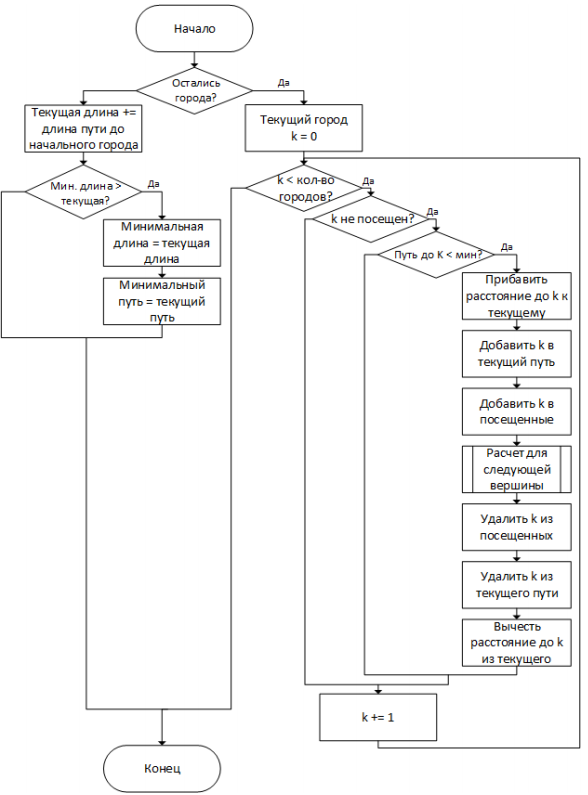 Начало
Остались
города?
Да
Текущая длина +=
длина пути до
начального города
Текущий город
k = 0
Мин. длина >
текущая?
Да
k < кол-во
городов?
Да
k не посещен?
Да
Путь до K < мин?
Да
Минимальная
длина = текущая
длина
Минимальный
путь = текущий
путь
Прибавить
расстояние до k к
текущему
Добавить k в
текущий путь
Добавить k в
посещенные
Расчет для
следующей
вершины
Удалить k из
посещенных
Удалить k из
текущего пути
Вычесть
расстояние до k
из текущего
k += 1
Конец